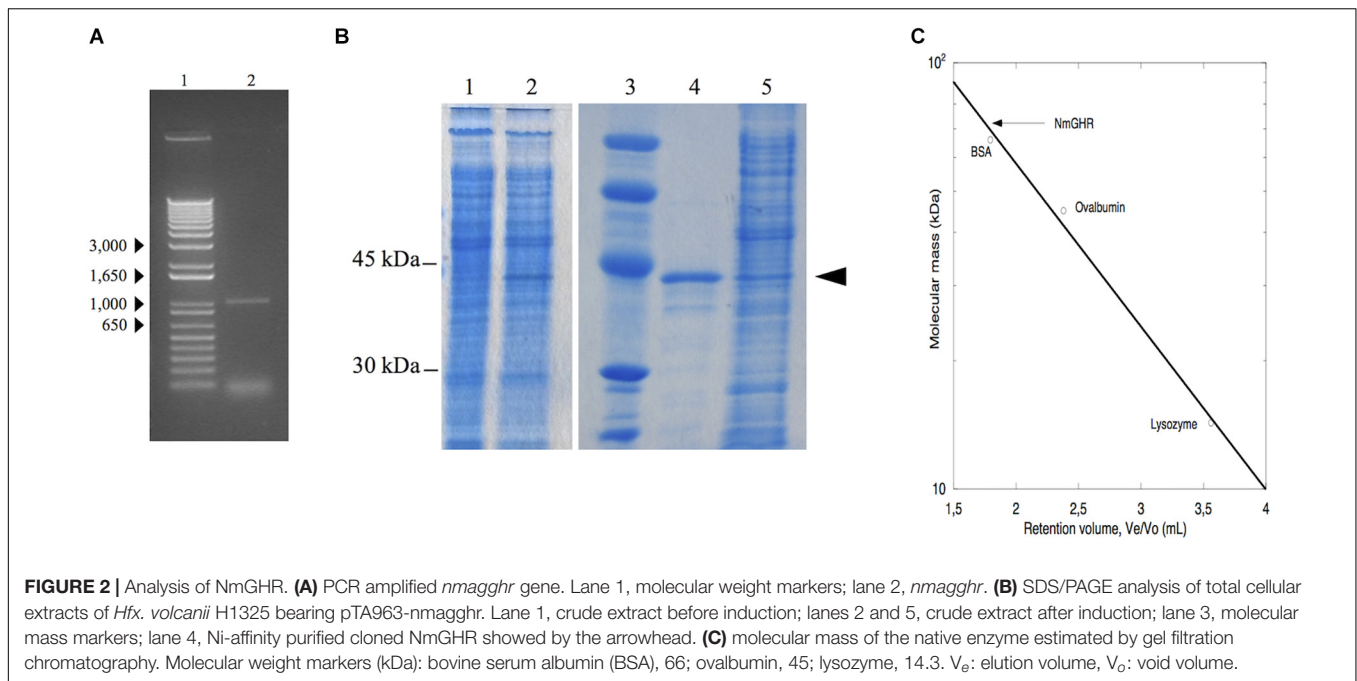 A
1 2
3,000
1,650
1,000
650
B
1 2 3 4 5
45 kDa
30 kDa
C
10²
Molecular mass (kDa)
NmGHR
BSA
Ovalbumin
Lysozyme
10
1,5 2 2,5 3 3,5 4
Retention volume, Ve/Vo (mL)
FIGURE 2 | Analysis of NmGHR. (A) PCR amplified nmagghr gene. Lane 1, molecular weight markers; lane 2, nmagghr. (B) SDS/PAGE analysis of total cellular
extracts of Hfx. volcanii H1325 bearing pTA963-nmagghr. Lane 1, crude extract before induction; lanes 2 and 5, crude extract after induction; lane 3, molecular
mass markers; lane 4, Ni-affinity purified cloned NmGHR showed by the arrowhead. (C) molecular mass of the native enzyme estimated by gel filtration
chromatography. Molecular weight markers (kDa): bovine serum albumin (BSA), 66; ovalbumin, 45; lysozyme, 14.3. Vₑ: elution volume, Vₒ: void volume.